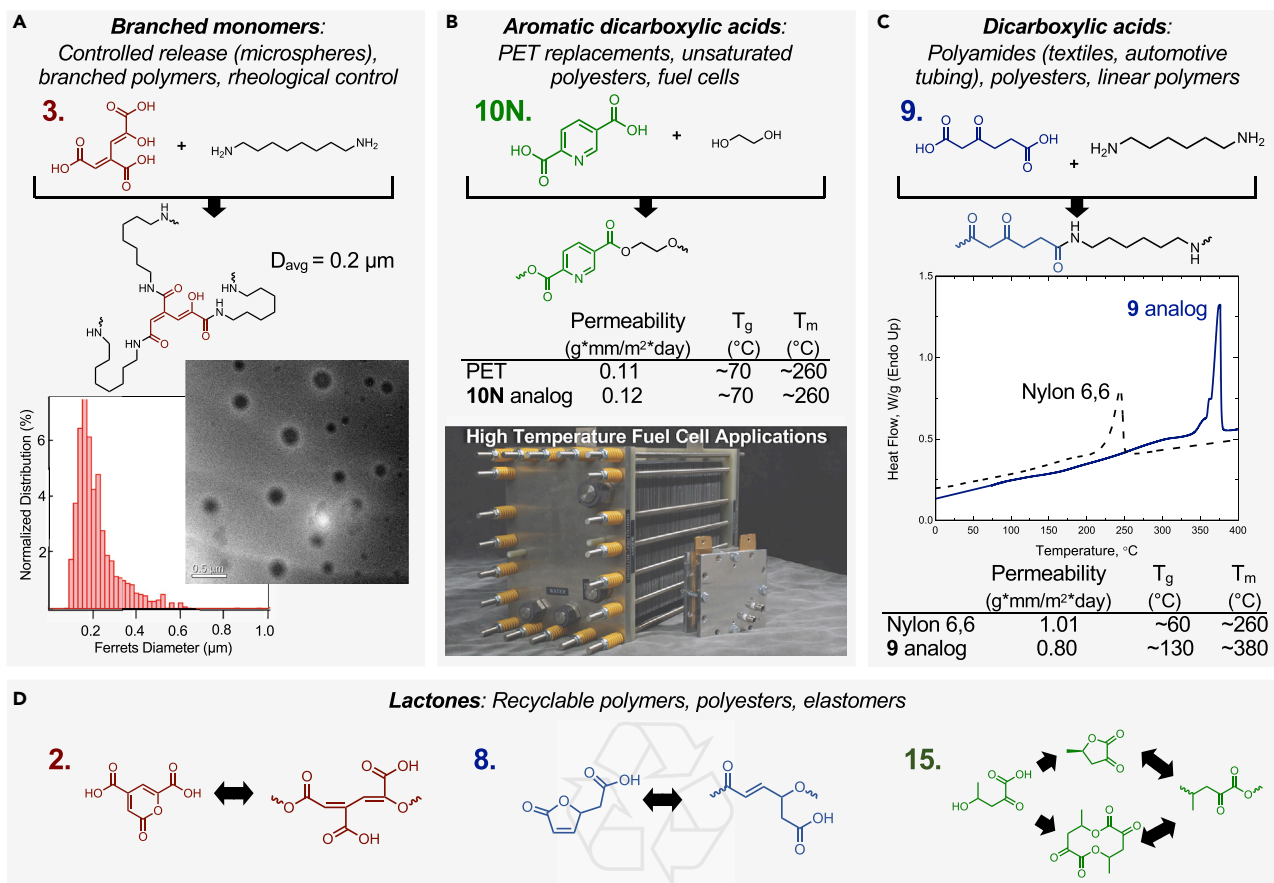 A
Branched monomers:
Controlled release (microspheres),
branched polymers, rheological control
3.
O
OH
OH
O
HO
OH
O
+
H2N
NH2
H
N
Davg = 0.2 µm
HN
NH
O
OH
H
N
O
O
NH
HN
O
0.5 µm
Normalized Distribution (%)
6
4
2
0.2 0.4 0.6 0.8 1.0
Ferrets Diameter (µm)
B
Aromatic dicarboxylic acids:
PET replacements, unsaturated
polyesters, fuel cells
10N.
O
OH
HO
O
N
+
HO
OH
O
O
O
O
O
N
Permeability Tg Tm
(g*mm/m2*day) (°C) (°C)
PET 0.11 ~70 ~260
10N analog 0.12 ~70 ~260
High Temperature Fuel Cell Applications
WATER
C
Dicarboxylic acids:
Polyamides (textiles, automotive
tubing), polyesters, linear polymers
9.
O
O
HO
OH
O
+
H2N
NH2
O
O
H
N
O
N
H
1.5
1.0
0.5
0.0
Heat Flow, W/g (Endo Up)
9 analog
Nylon 6,6
0 50 100 150 200 250 300 350 400
Temperature, °C
Permeability Tg Tm
(g*mm/m2*day) (°C) (°C)
Nylon 6,6 1.01 ~60 ~260
9 analog 0.80 ~130 ~380
D
Lactones: Recyclable polymers, polyesters, elastomers
2.
O
O
HO
OH
O
O
O
O
O
OH
O
O
OH
8.
O
OH
O
O
O
O
O
OH
15.
O
OH
HO
O
O
O
O
O
O
O
O
O
O
O
O
O
O